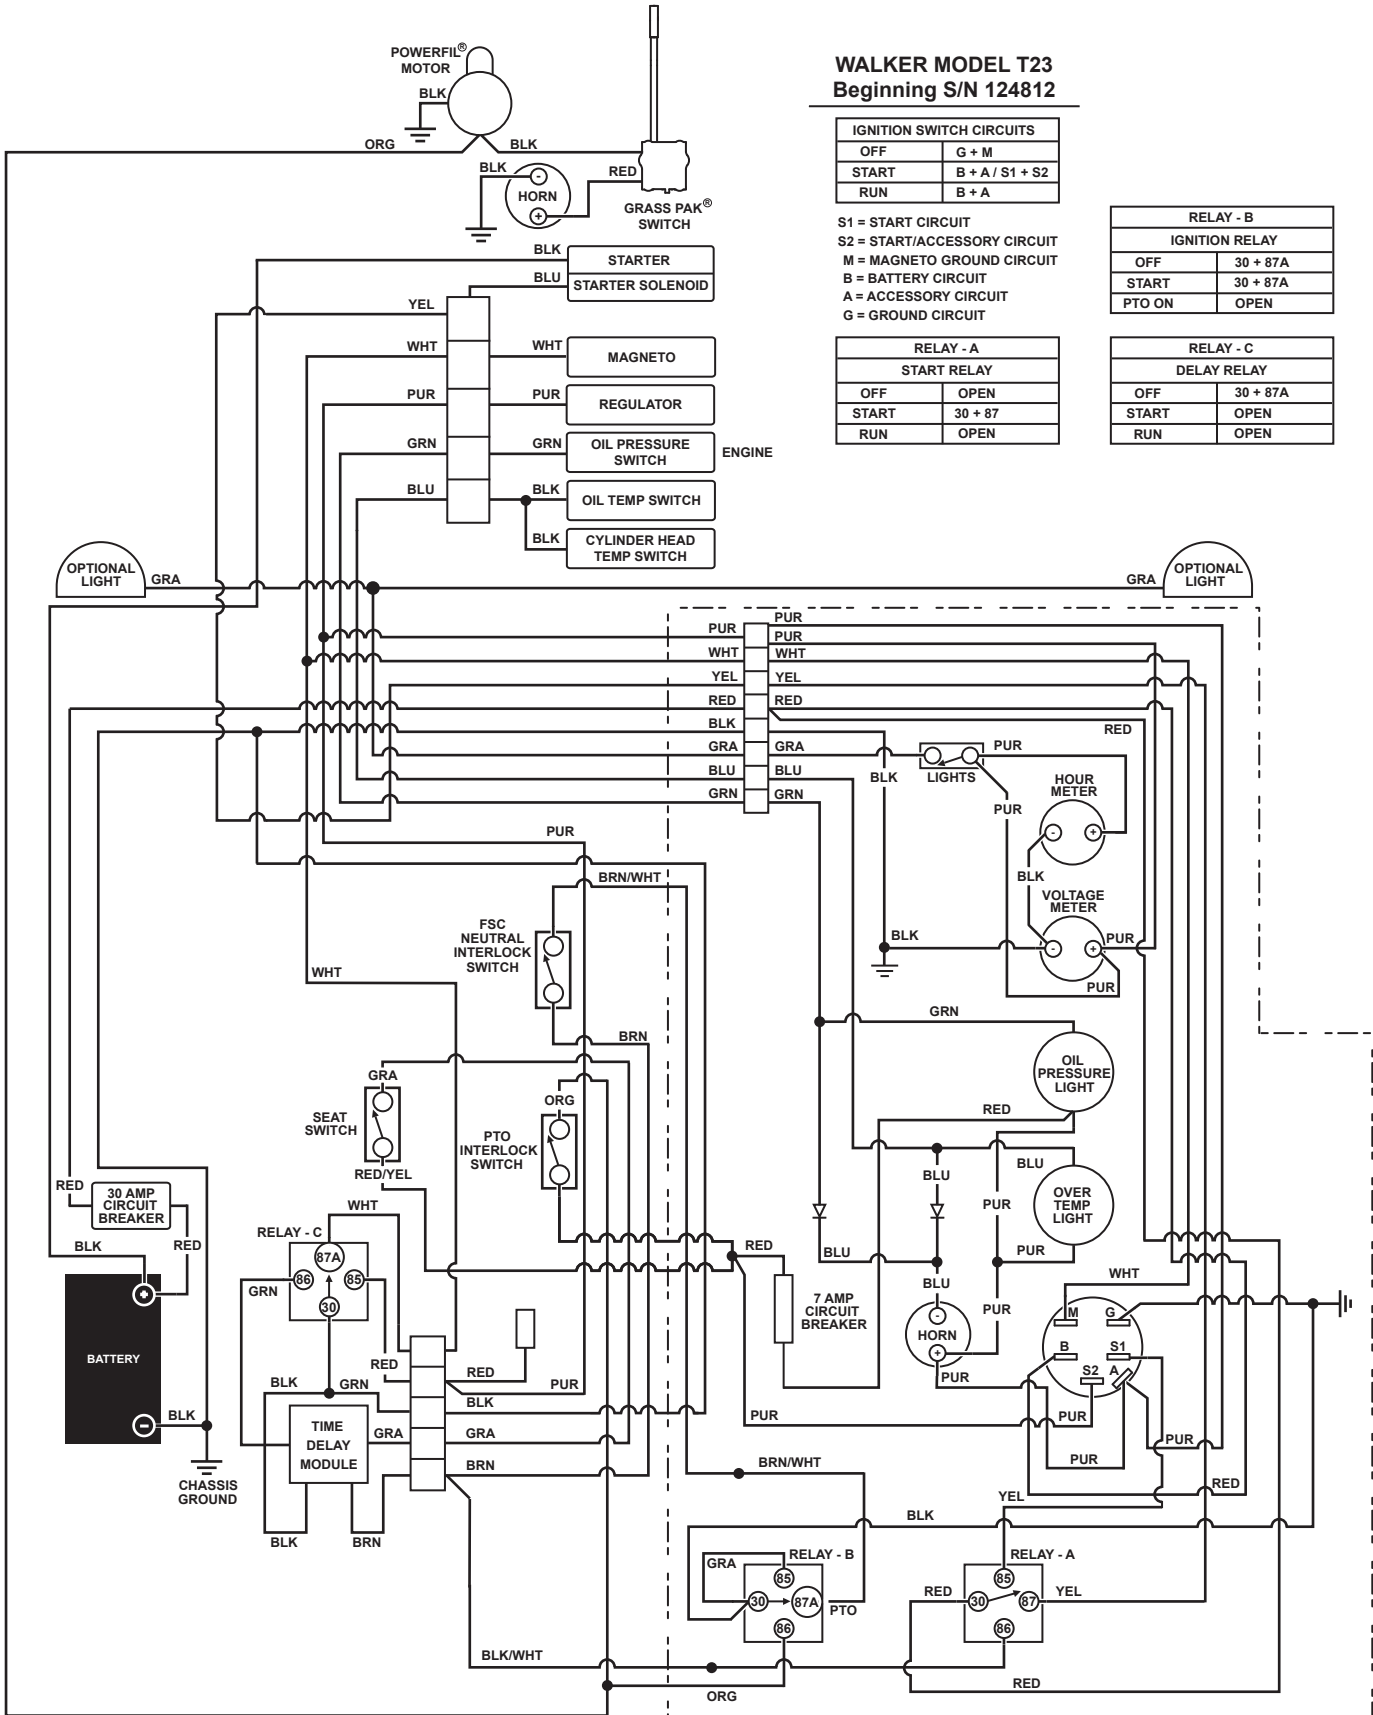 POWERFIL®
MOTOR
BLK
ORG
BLK
BLK
-
HORN
+
RED
GRASS PAK®
SWITCH
WALKER MODEL T23
Beginning S/N 124812
IGNITION SWITCH CIRCUITS
OFF G + M
START B + A / S1 + S2
RUN B + A
S1 = START CIRCUIT
S2 = START/ACCESSORY CIRCUIT
M = MAGNETO GROUND CIRCUIT
B = BATTERY CIRCUIT
A = ACCESSORY CIRCUIT
G = GROUND CIRCUIT
RELAY - B
IGNITION RELAY
OFF 30 + 87A
START 30 + 87A
PTO ON OPEN
RELAY - A
START RELAY
OFF OPEN
START 30 + 87
RUN OPEN
RELAY - C
DELAY RELAY
OFF 30 + 87A
START OPEN
RUN OPEN
BLK STARTER
BLU STARTER SOLENOID
YEL
WHT WHT MAGNETO
PUR PUR REGULATOR
GRN GRN OIL PRESSURE
SWITCH
ENGINE
BLU BLK OIL TEMP SWITCH
BLK CYLINDER HEAD
TEMP SWITCH
OPTIONAL
LIGHT
GRA
GRA
OPTIONAL
LIGHT
PUR PUR
PUR
WHT WHT
YEL YEL
RED RED
RED
BLK
GRA GRA
BLU BLU
GRN GRN
LIGHTS
PUR
BLK
PUR
HOUR
METER
- +
BLK
VOLTAGE
METER
- +
PUR
PUR
BLK
PUR
BRN/WHT
FSC
NEUTRAL
INTERLOCK
SWITCH
WHT
BRN
GRN
OIL
PRESSURE
LIGHT
RED
GRA
SEAT
SWITCH
RED/YEL
ORG
PTO
INTERLOCK
SWITCH
BLU
BLU
OVER
TEMP
LIGHT
PUR
PUR
RED
30 AMP
CIRCUIT
BREAKER
RED
BLK
WHT
RELAY - C
87A
86
85
30
GRN
RED
BLU
BLU
7 AMP
CIRCUIT
BREAKER
PUR
-
HORN
+
PUR
WHT
M G
B S1
S2 A
+
BATTERY
-
BLK
CHASSIS
GROUND
RED
RED
PUR
BLK GRN
BLK
TIME
DELAY
MODULE
GRA
GRA
BRN
BLK
BRN
PUR
PUR
PUR
PUR
RED
BRN/WHT
YEL
BLK
GRA
RELAY - B
85
30
87A
86
PTO
RELAY - A
85
RED
30
87
YEL
86
BLK/WHT
ORG
RED